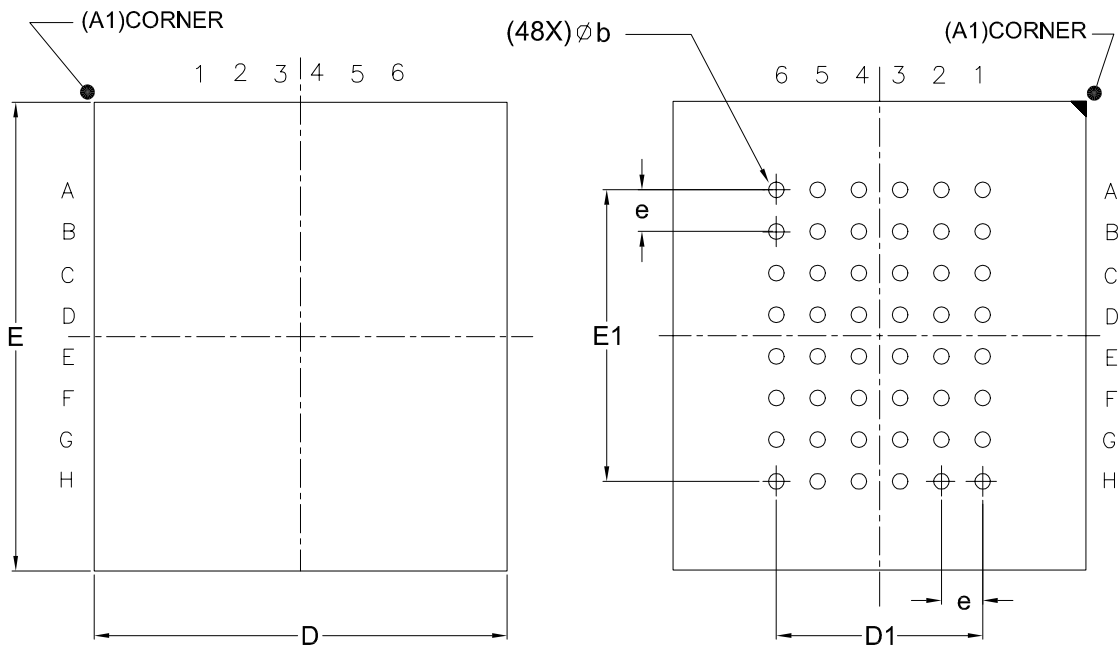 (A1)CORNER
1 2 3 4 5 6
A
B
C
D
E
F
G
H
E
D
(48X) ∅ b
(A1)CORNER
6 5 4 3 2 1
e
E1
A
B
C
D
E
F
G
H
e
D1